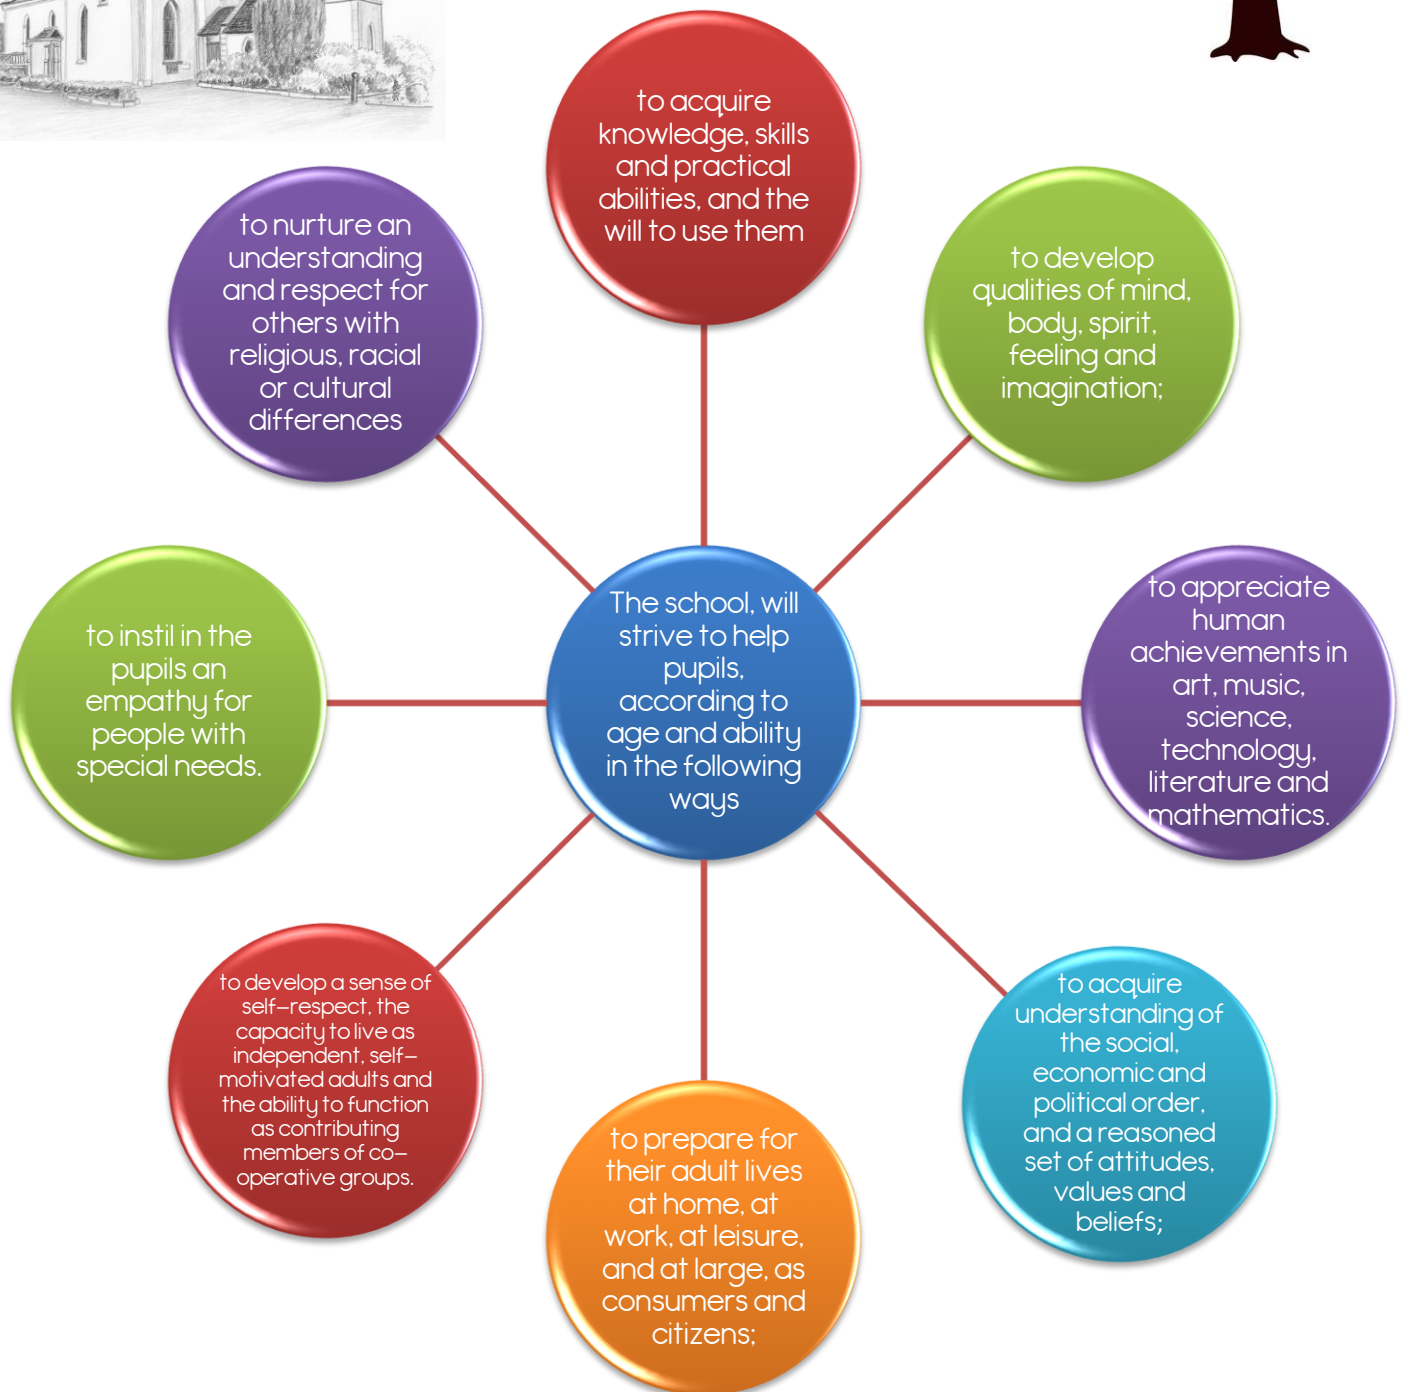 to acquire
knowledge, skills
and practical
abilities, and the
will to use them
to develop
qualities of mind,
body, spirit,
feeling and
imagination;
to appreciate
human
achievements in
art, music,
science,
technology,
literature and
mathematics.
to acquire
understanding of
the social,
economic and
political order,
and a reasoned
set of attitudes,
values and
beliefs;
to prepare for
their adult lives
at home, at
work, at leisure,
and at large, as
consumers and
citizens;
to develop a sense of
self–respect, the
capacity to live as
independent, self–
motivated adults and
the ability to function
as contributing
members of co–
operative groups.
to instil in the
pupils an
empathy for
people with
special needs.
to nurture an
understanding
and respect for
others with
religious, racial
or cultural
differences
The school, will
strive to help
pupils,
according to
age and ability
in the following
ways